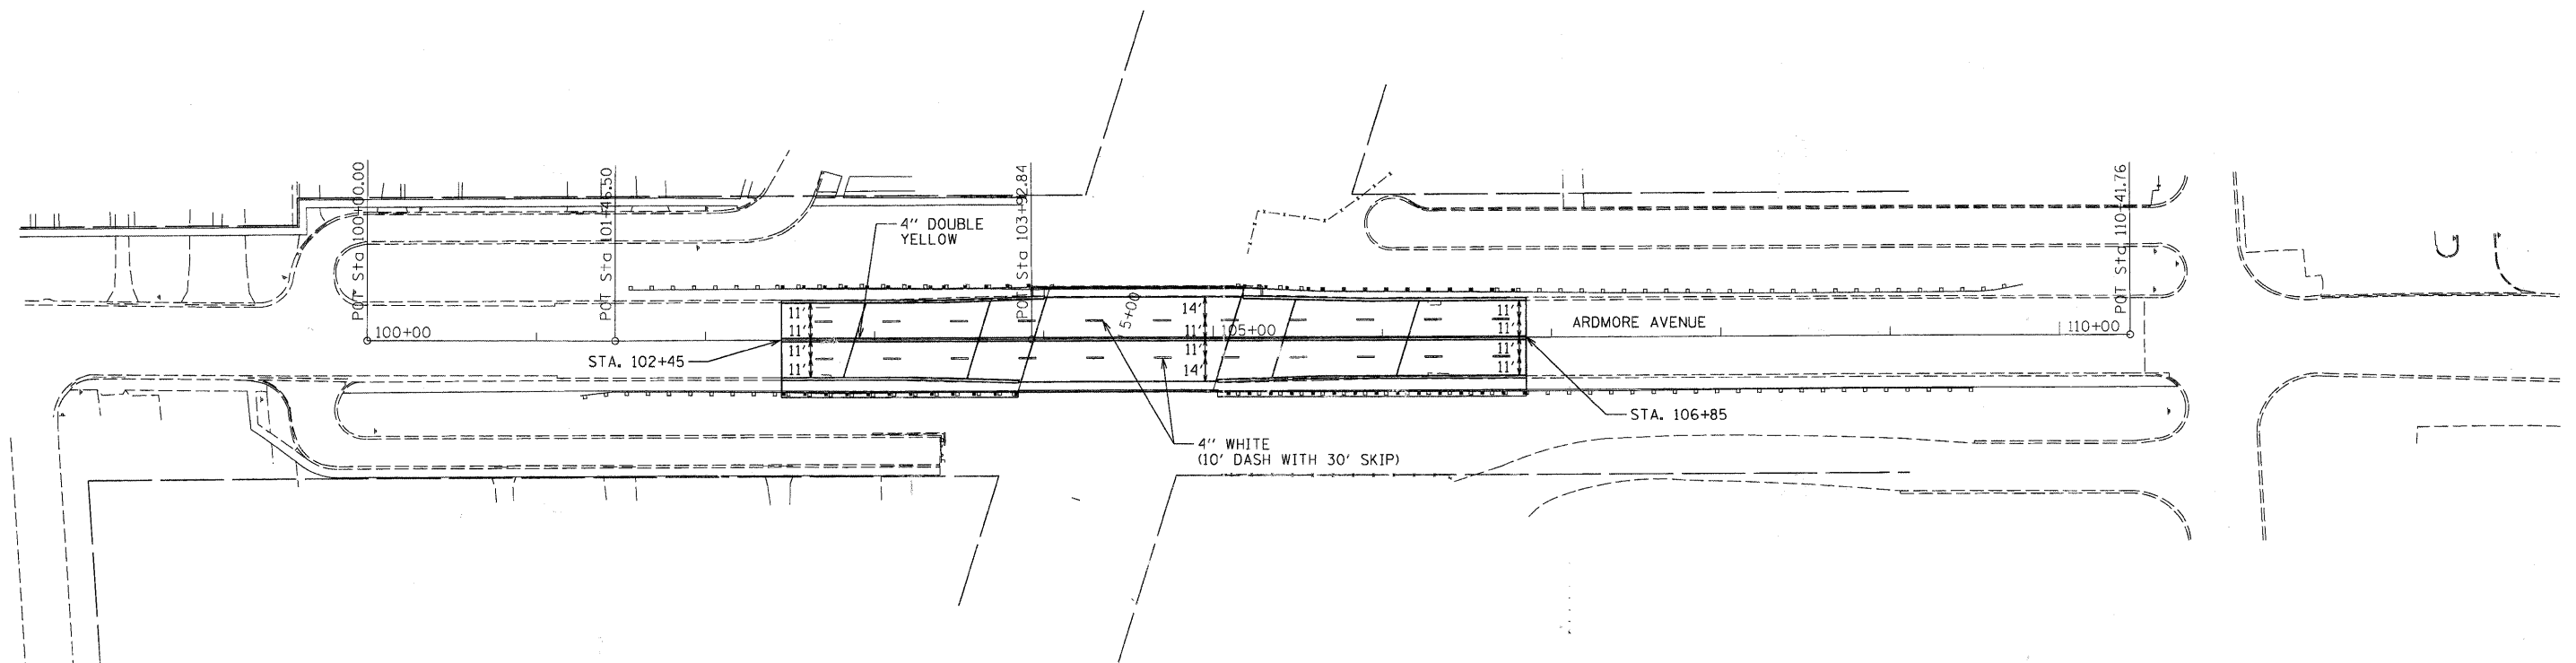 POT Sta 100+00.00
POT Sta 101+46.50
POT Sta 103+92.84
POT Sta 110+41.76
4" DOUBLE
YELLOW
11'
11'
11'
11'
14'
11'
11'
14'
11'
11'
11'
11'
5+00
100+00
105+00
110+00
ARDMORE AVENUE
STA. 102+45
STA. 106+85
4" WHITE
(10' DASH WITH 30' SKIP)